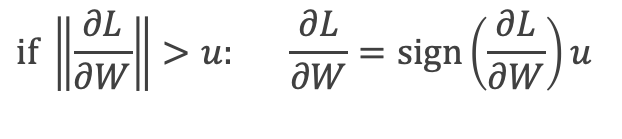 if ‖∂L/∂W‖ > u: ∂L/∂W = sign(∂L/∂W) u